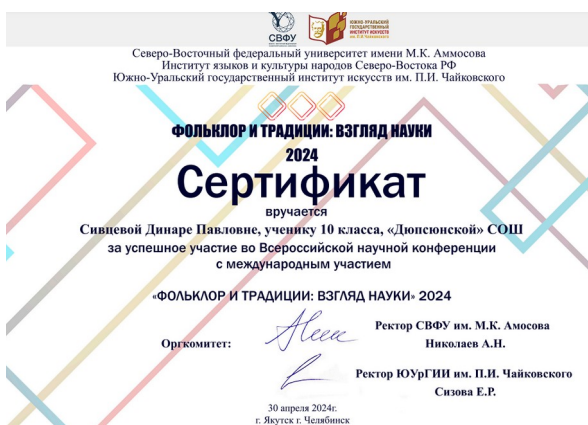 СВФУ
ЮЖНО-УРАЛЬСКИЙ
ГОСУДАРСТВЕННЫЙ
ИНСТИТУТ ИСКУССТВ
им. П.И. Чайковского
Северо-Восточный федеральный университет имени М.К. Аммосова
Институт языков и культуры народов Северо-Востока РФ
Южно-Уральский государственный институт искусств им. П.И. Чайковского
ФОЛЬКЛОР И ТРАДИЦИИ: ВЗГЛЯД НАУКИ
2024
Сертификат
вручается
Сивцевой Динаре Павловне, ученику 10 класса, «Дюпсюнской» СОШ
за успешное участие во Всероссийской научной конференции
с международным участием
«ФОЛЬКЛОР И ТРАДИЦИИ: ВЗГЛЯД НАУКИ» 2024
Оргкомитет:
Ректор СВФУ им. М.К. Амосова
Николаев А.Н.
Ректор ЮУрГИИ им. П.И. Чайковского
Сизова Е.Р.
30 апреля 2024г.
г. Якутск г. Челябинск